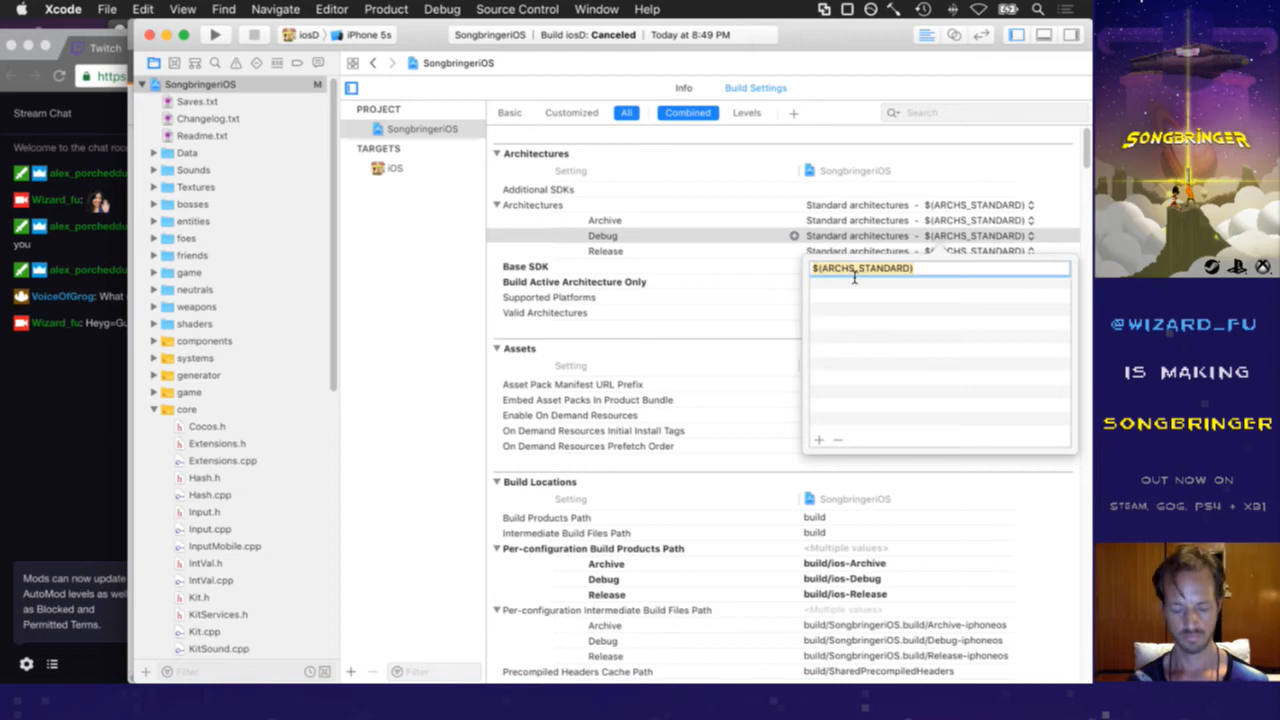 Xcode File Edit View Find Navigate Editor Product Debug Source Control Window Help
iosD iPhone 5s
SongbringeriOS Build iosD: Canceled Today at 8:49 PM
Twitch
https
Stream Chat
Welcome to the chat roo
alex_porcheddu
Wizard_fu:
alex_porcheddu
you
alex_porcheddu
VoiceOfGrog: What
Wizard_fu: Heyg=Gu
Mods can now update
AutoMod levels as well
as Blocked and
Permitted Terms.
SongbringeriOS M
Saves.txt
Changelog.txt
Readme.txt
Data
Sounds
Textures
bosses
entities
foes
friends
game
neutrals
weapons
shaders
components
systems
generator
game
core
Cocos.h
Extensions.h
Extensions.cpp
Hash.h
Hash.cpp
Input.h
Input.cpp
InputMobile.cpp
IntVal.h
IntVal.cpp
Kit.h
KitServices.h
Kit.cpp
KitSound.cpp
Filter
SongbringeriOS
PROJECT
SongbringeriOS
TARGETS
iOS
Filter
Info Build Settings
Basic Customized All Combined Levels Search
Architectures
Setting SongbringeriOS
Additional SDKs
Architectures Standard architectures - $(ARCHS_STANDARD)
Archive Standard architectures - $(ARCHS_STANDARD)
Debug Standard architectures - $(ARCHS_STANDARD)
Release Standard architectures - $(ARCHS_STANDARD)
Base SDK
Build Active Architecture Only
Supported Platforms
Valid Architectures
$(ARCHS_STANDARD)
Assets
Setting
Asset Pack Manifest URL Prefix
Embed Asset Packs In Product Bundle
Enable On Demand Resources
On Demand Resources Initial Install Tags
On Demand Resources Prefetch Order
Build Locations
Setting SongbringeriOS
Build Products Path build
Intermediate Build Files Path build
Per-configuration Build Products Path <Multiple values>
Archive build/ios-Archive
Debug build/ios-Debug
Release build/ios-Release
Per-configuration Intermediate Build Files Path <Multiple values>
Archive build/SongbringeriOS.build/Archive-iphoneos
Debug build/SongbringeriOS.build/Debug-iphoneos
Release build/SongbringeriOS.build/Release-iphoneos
Precompiled Headers Cache Path build/SharedPrecompiledHeaders
SONGBRINGER
@WIZARD_FU
IS MAKING
SONGBRINGER
OUT NOW ON
STEAM, GOG, PS4 + XB1